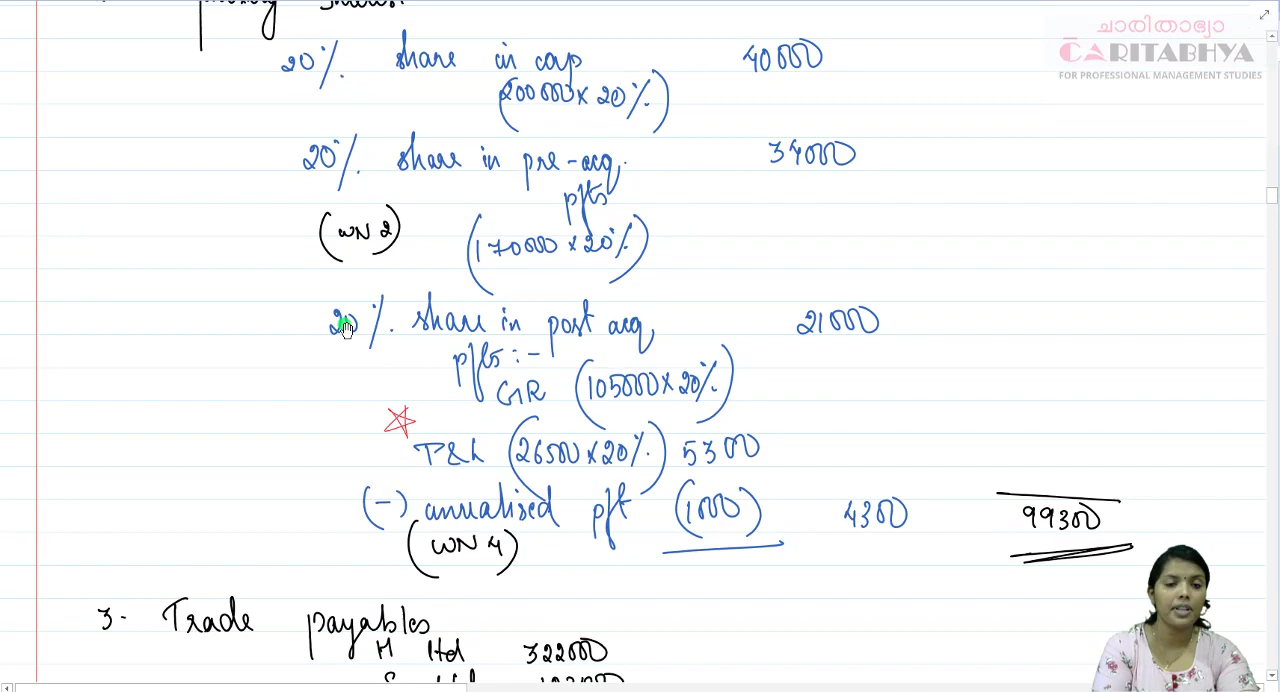 ചാരിതാഭ്യാ
CARITABHYA
FOR PROFESSIONAL MANAGEMENT STUDIES
20% share in cap 40000
(200000 × 20%)
20% share in pre-acq. 34000
pfts
(WN 2) (170000 × 20%)
20% share in post acq 21000
pfts :-
GR (105000 × 20%)
P&L (26500 × 20%) 5300
(-) unrealised pft (1000) 4300 99300
(WN 4)
3. Trade payables
H ltd 322000